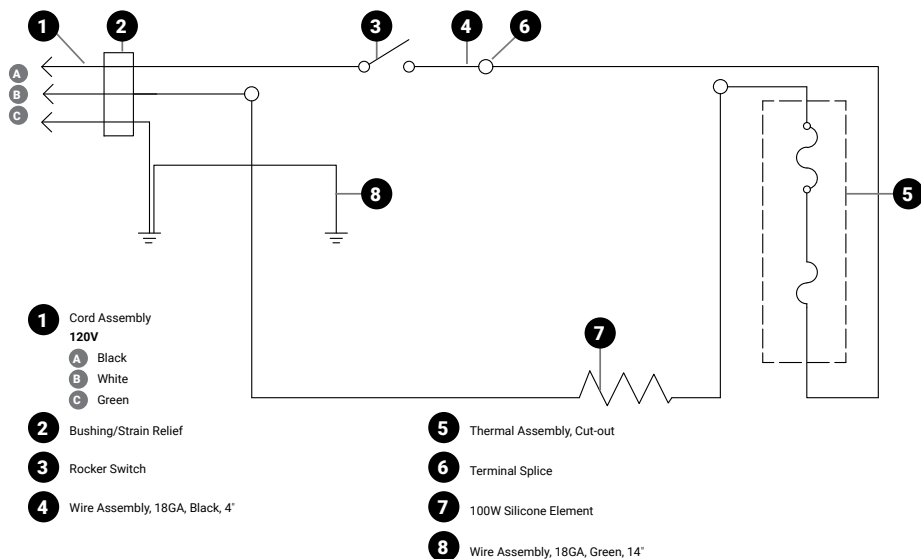 1
2
3
4
6
A
B
C
8
5
7
1 Cord Assembly
120V
A Black
B White
C Green
2 Bushing/Strain Relief
3 Rocker Switch
4 Wire Assembly, 18GA, Black, 4"
5 Thermal Assembly, Cut-out
6 Terminal Splice
7 100W Silicone Element
8 Wire Assembly, 18GA, Green, 14"